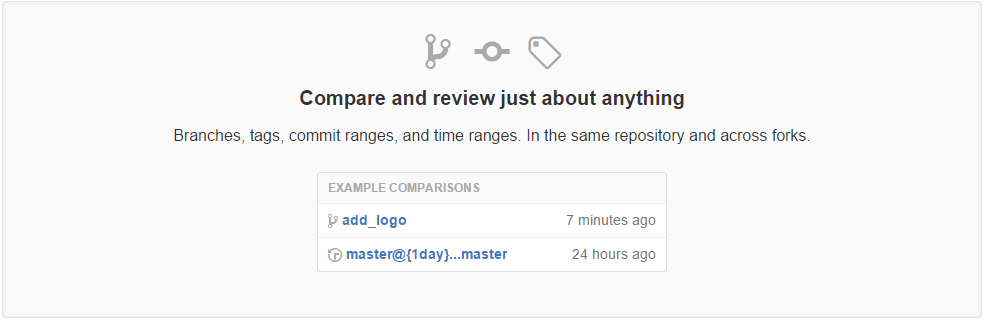 Compare and review just about anything
Branches, tags, commit ranges, and time ranges. In the same repository and across forks.
EXAMPLE COMPARISONS
add_logo 7 minutes ago
master@{1day}...master 24 hours ago